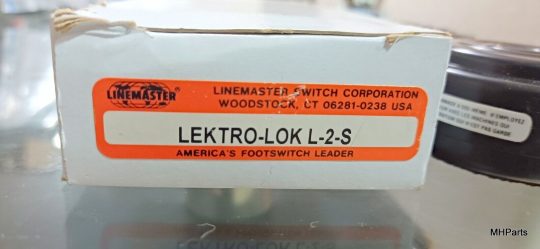 LINEMASTER
LINEMASTER SWITCH CORPORATION
WOODSTOCK, CT 06281-0238 USA
LEKTRO-LOK L-2-S
AMERICA'S FOOTSWITCH LEADER
MHParts